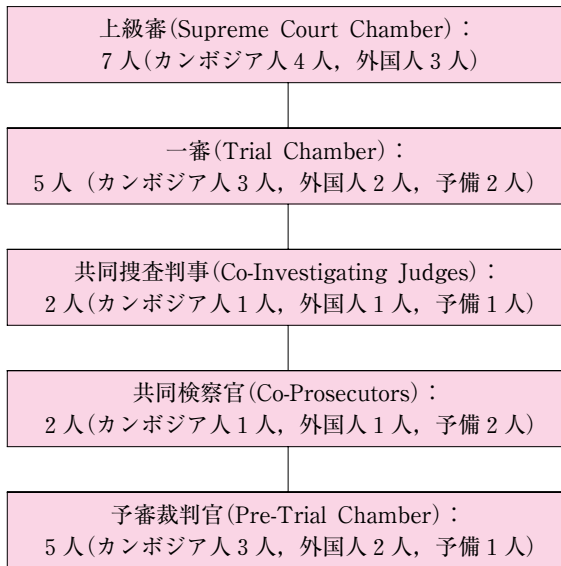 上級審(Supreme Court Chamber)：
7人(カンボジア人4人，外国人3人)
一審(Trial Chamber)：
5人（カンボジア人3人，外国人2人，予備2人）
共同捜査判事(Co-Investigating Judges)：
2人(カンボジア人1人，外国人1人，予備1人)
共同検察官(Co-Prosecutors)：
2人(カンボジア人1人，外国人1人，予備2人)
予審裁判官(Pre-Trial Chamber)：
5人(カンボジア人3人，外国人2人，予備1人)